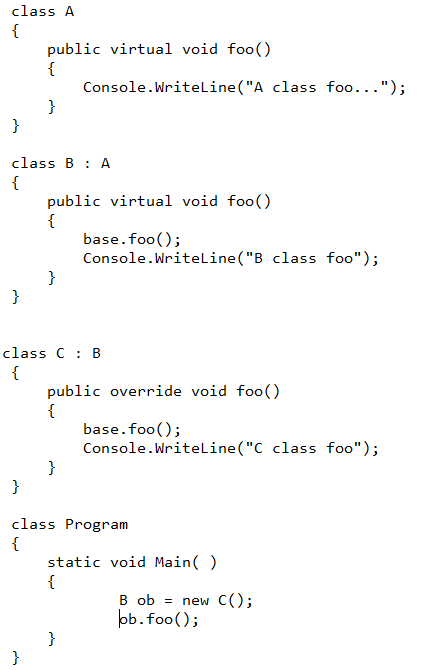 class A
{
public virtual void foo()
{
Console.WriteLine("A class foo...");
}
}
class B : A
{
public virtual void foo()
{
base.foo();
Console.WriteLine("B class foo");
}
}
class C : B
{
public override void foo()
{
base.foo();
Console.WriteLine("C class foo");
}
}
class Program
{
static void Main( )
{
B ob = new C();
ob.foo();
}
}